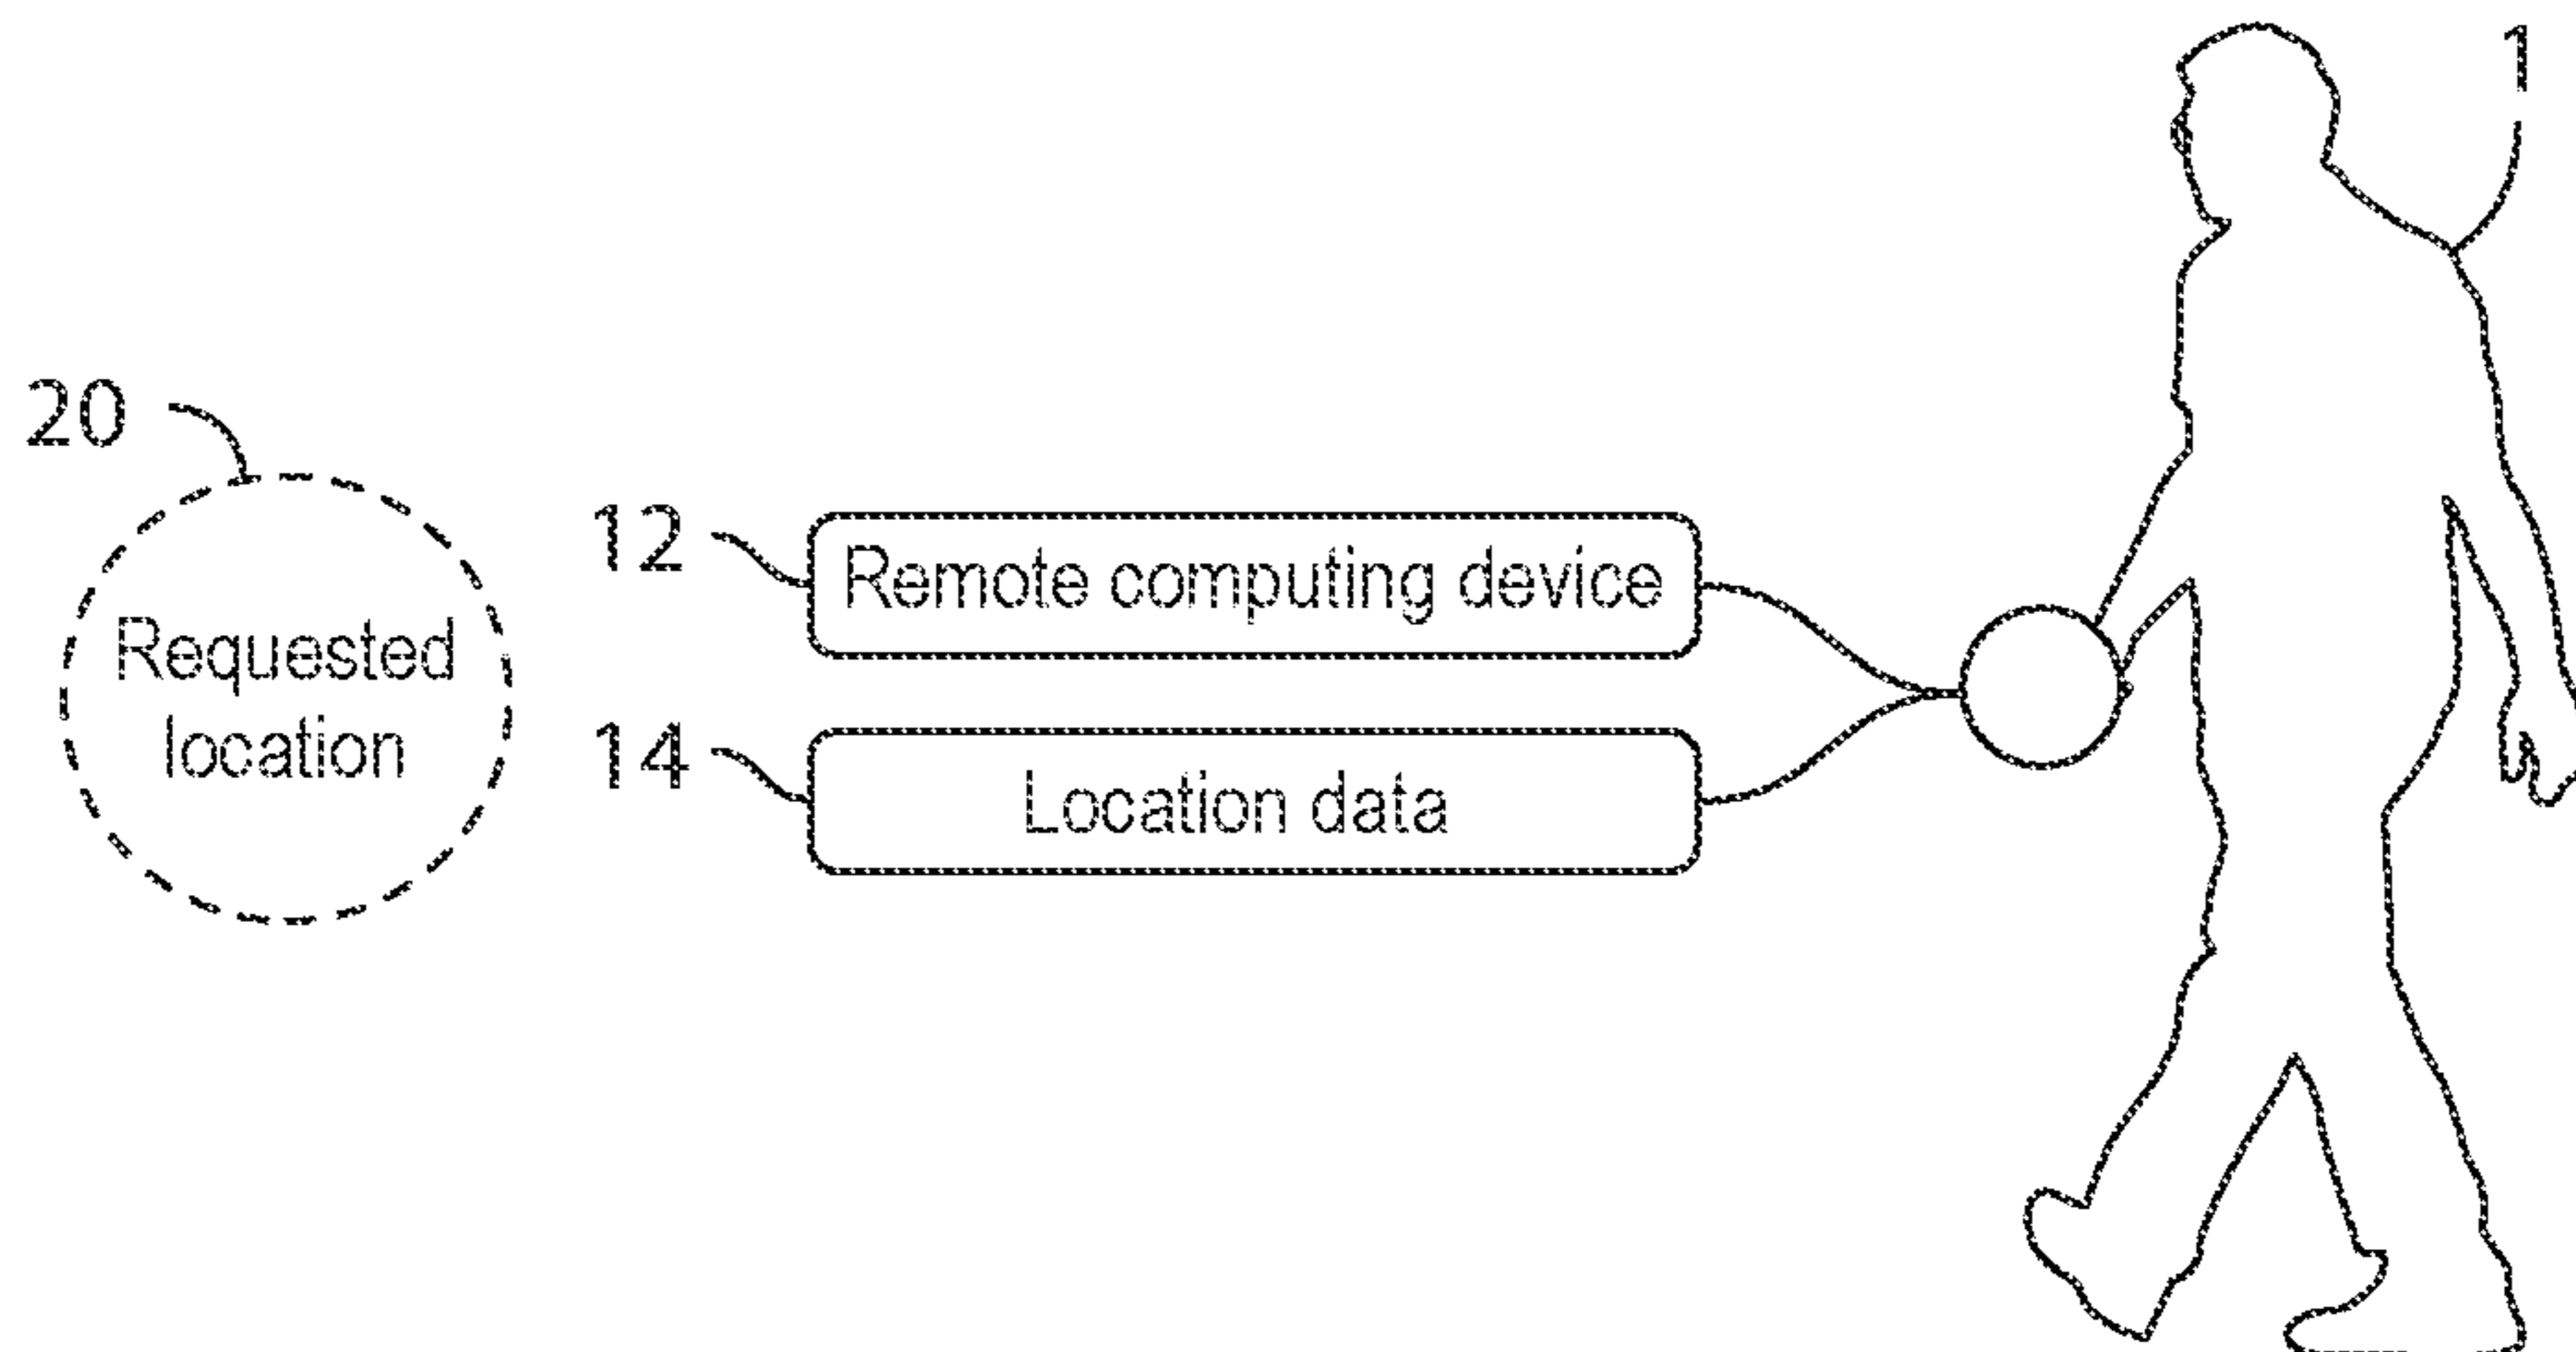 1
20
12
Remote computing device
Requested
location
14
Location data